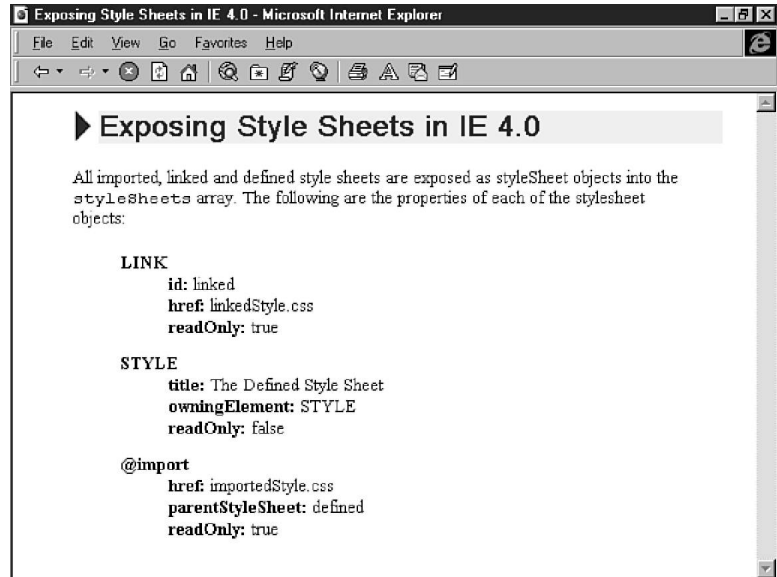 Exposing Style Sheets in IE 4.0 - Microsoft Internet Explorer
File Edit View Go Favorites Help
Exposing Style Sheets in IE 4.0
All imported, linked and defined style sheets are exposed as styleSheet objects into the
styleSheets array. The following are the properties of each of the stylesheet
objects:
LINK
id: linked
href: linkedStyle.css
readOnly: true
STYLE
title: The Defined Style Sheet
owningElement: STYLE
readOnly: false
@import
href: importedStyle.css
parentStyleSheet: defined
readOnly: true